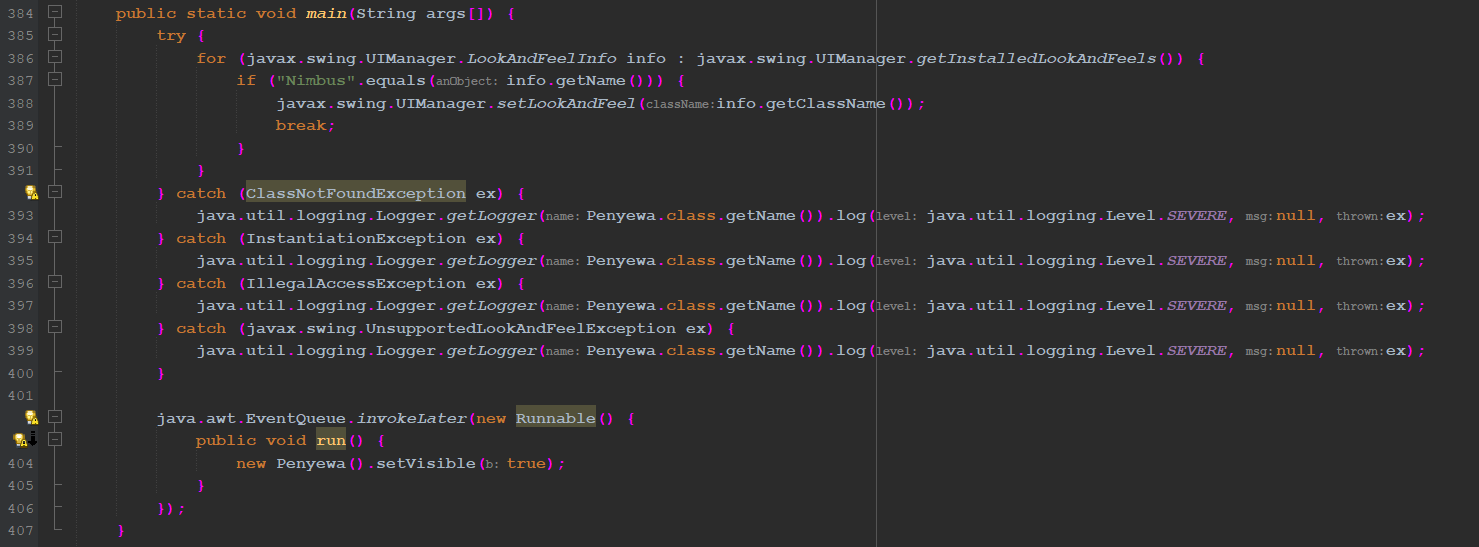 384 public static void main(String args[]) {
385 try {
386 for (javax.swing.UIManager.LookAndFeelInfo info : javax.swing.UIManager.getInstalledLookAndFeels()) {
387 if ("Nimbus".equals(anObject: info.getName())) {
388 javax.swing.UIManager.setLookAndFeel(className:info.getClassName());
389 break;
390 }
391 }
} catch (ClassNotFoundException ex) {
393 java.util.logging.Logger.getLogger(name: Penyewa.class.getName()).log(level: java.util.logging.Level.SEVERE, msg:null, thrown:ex);
394 } catch (InstantiationException ex) {
395 java.util.logging.Logger.getLogger(name: Penyewa.class.getName()).log(level: java.util.logging.Level.SEVERE, msg:null, thrown:ex);
396 } catch (IllegalAccessException ex) {
397 java.util.logging.Logger.getLogger(name: Penyewa.class.getName()).log(level: java.util.logging.Level.SEVERE, msg:null, thrown:ex);
398 } catch (javax.swing.UnsupportedLookAndFeelException ex) {
399 java.util.logging.Logger.getLogger(name: Penyewa.class.getName()).log(level: java.util.logging.Level.SEVERE, msg:null, thrown:ex);
400 }
401
java.awt.EventQueue.invokeLater(new Runnable() {
public void run() {
404 new Penyewa().setVisible(b: true);
405 }
406 });
407 }